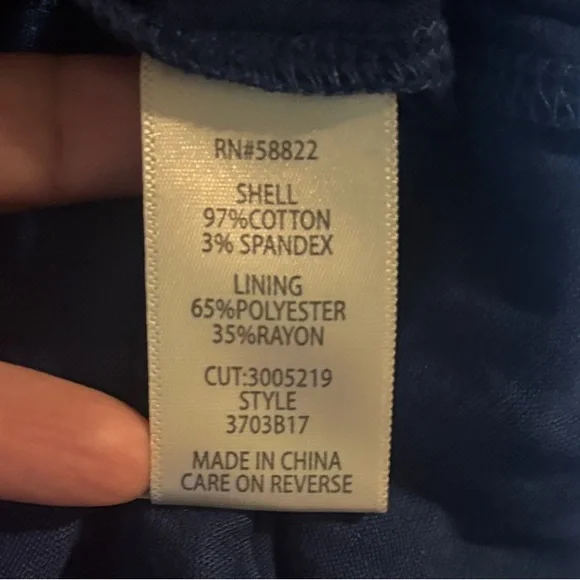 RN#58822
SHELL
97%COTTON
3% SPANDEX
LINING
65%POLYESTER
35%RAYON
CUT:3005219
STYLE
3703B17
MADE IN CHINA
CARE ON REVERSE